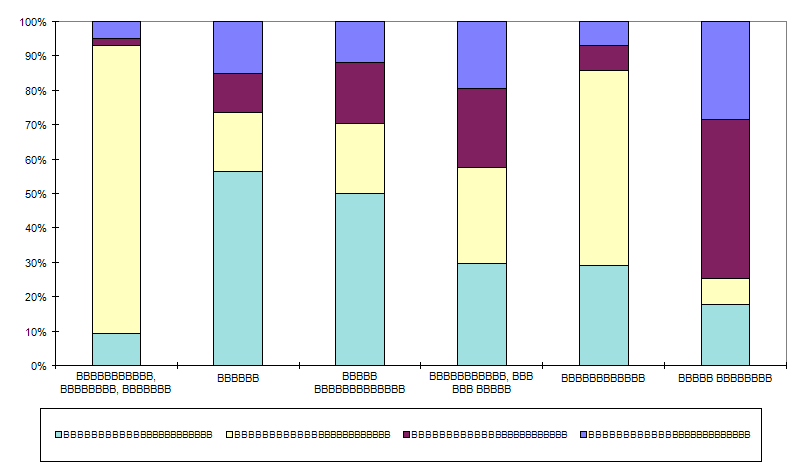 100%
90%
80%
70%
60%
50%
40%
30%
20%
10%
0%
BBBBBBBBBBB,
BBBBBBBB, BBBBBBB
BBBBBB
BBBBB
BBBBBBBBBBBBB
BBBBBBBBBBB, BBB
BBB BBBBB
BBBBBBBBBBBB
BBBBB BBBBBBBB
BBBBBBBBBBBBBBBBBBBBBBB
BBBBBBBBBBBBBBBBBBBBBBBB
BBBBBBBBBBBBBBBBBBBBBBBB
BBBBBBBBBBBBBBBBBBBBBBBBB